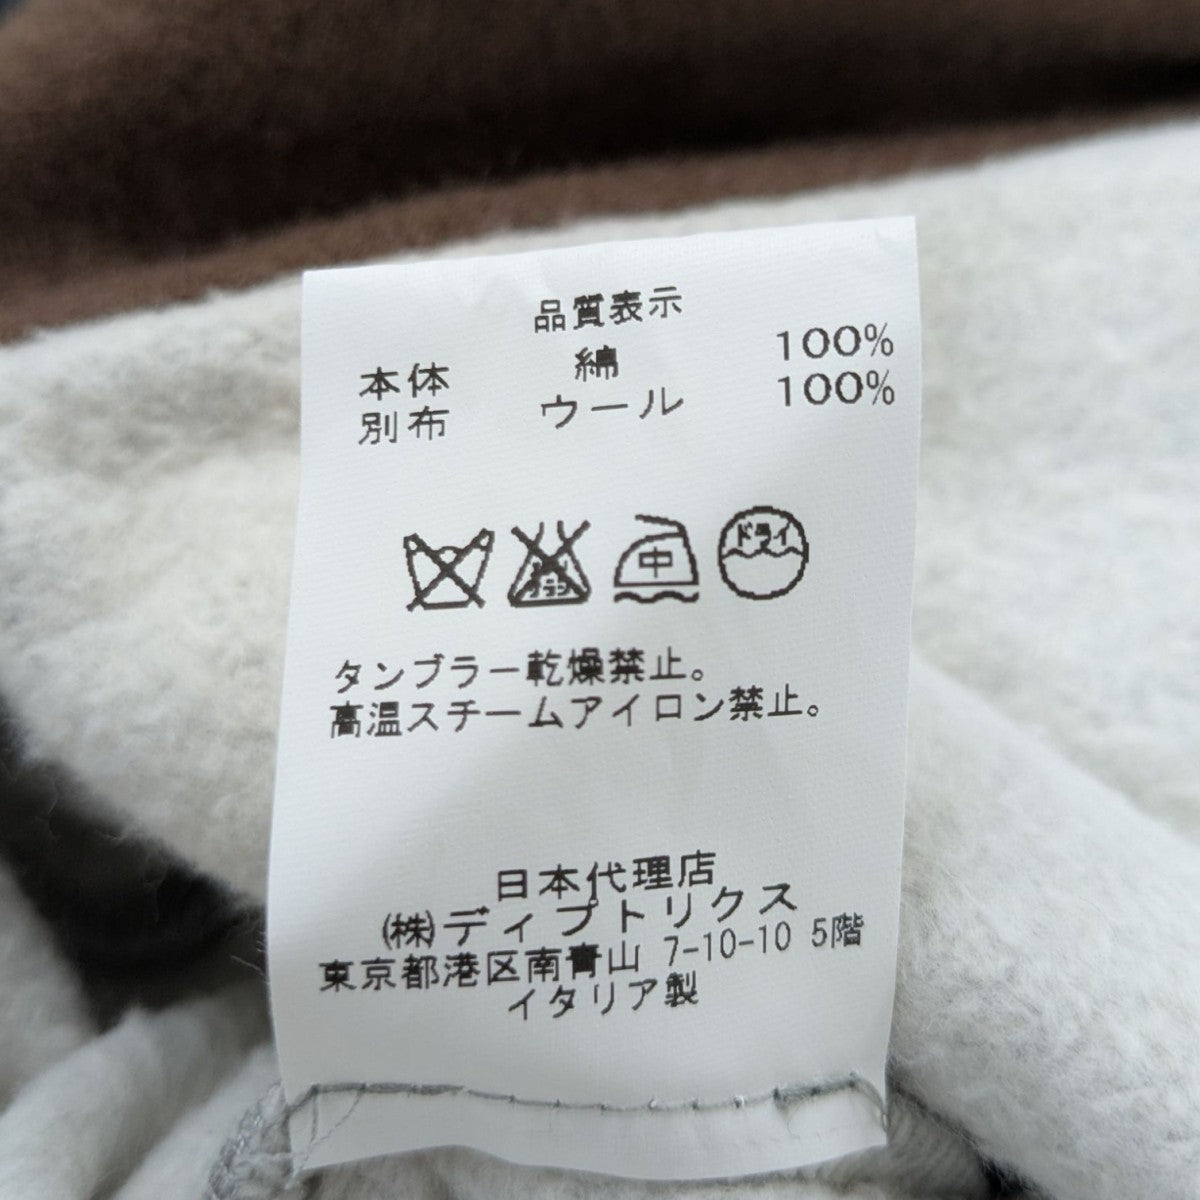 品質表示
本体 綿 100%
別布 ウール 100%
中 ドライ
タンブラー乾燥禁止。
高温スチームアイロン禁止。
日本代理店
(株)ディプトリクス
東京都港区南青山 7-10-10 5階
イタリア製